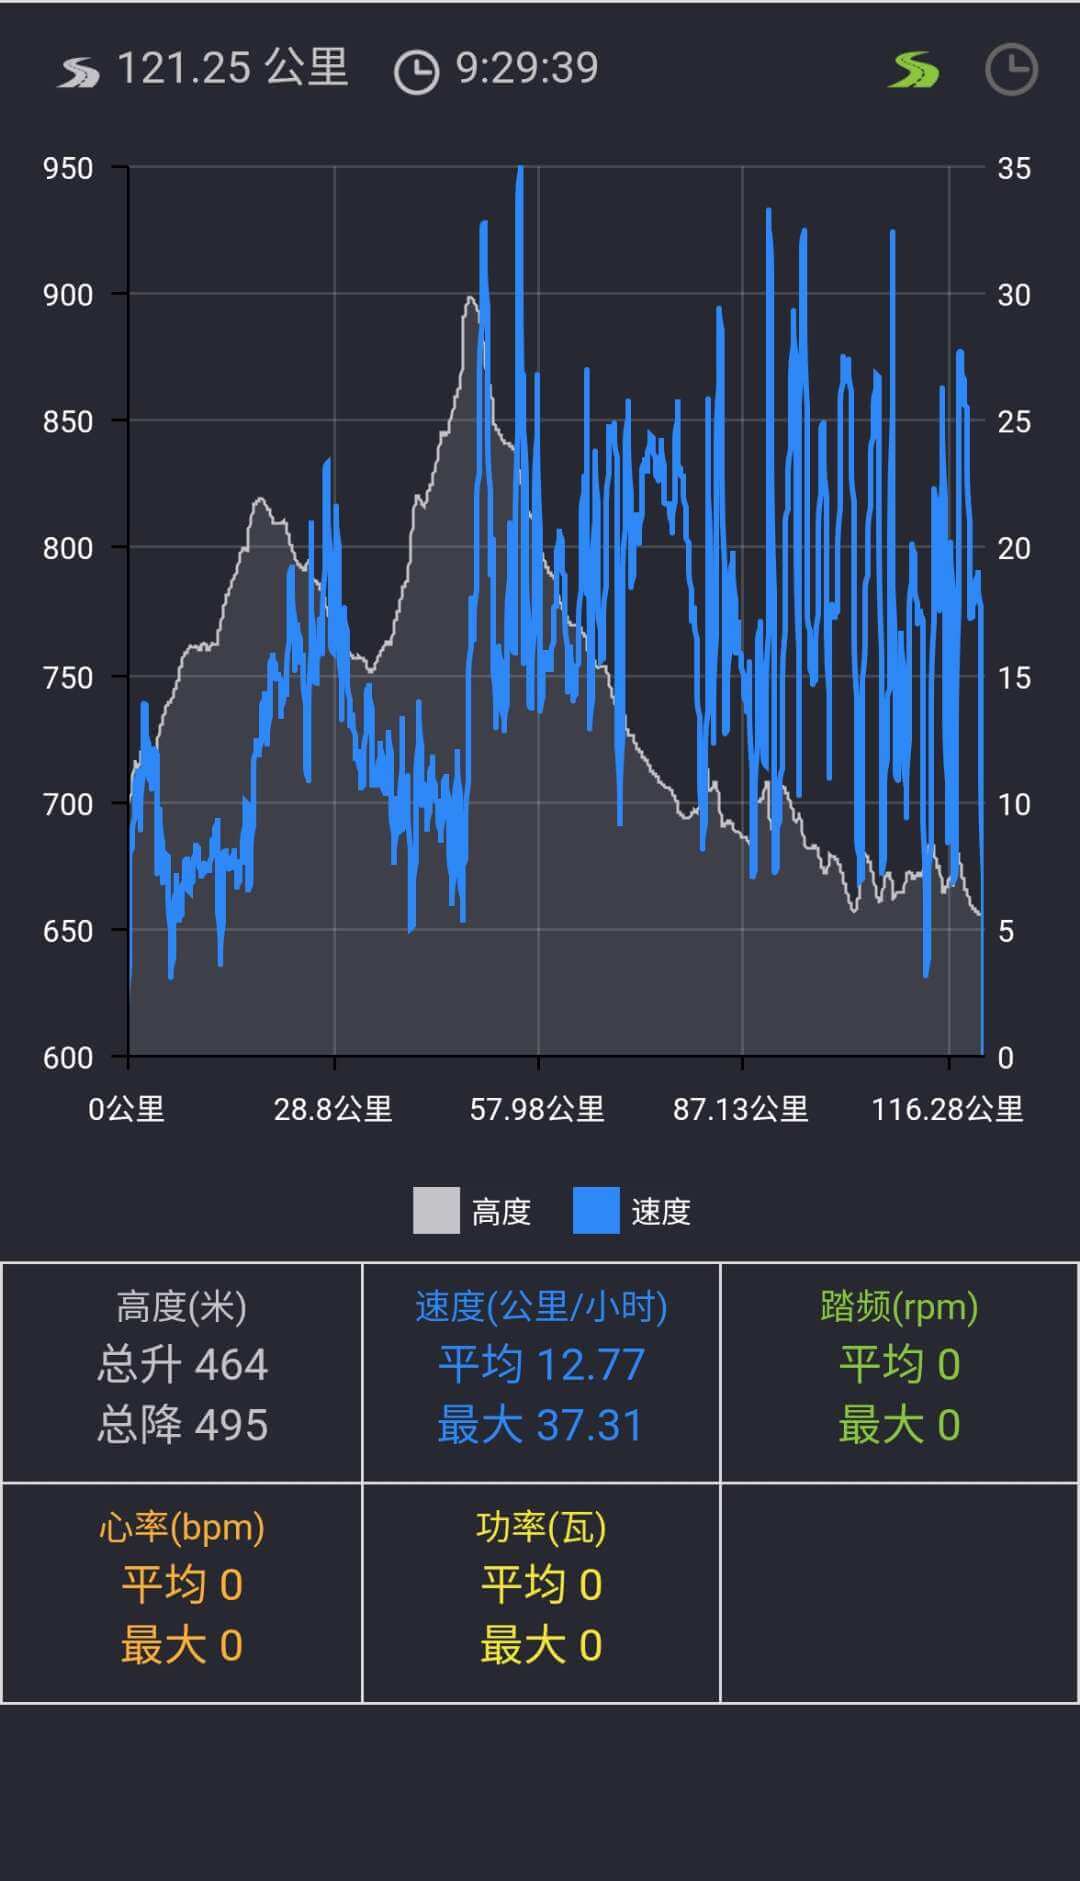 121.25 公里 9:29:39
950 35
900 30
850 25
800 20
750 15
700 10
650 5
600 0
0公里 28.8公里 57.98公里 87.13公里 116.28公里
高度 速度
高度(米)
总升 464
总降 495
速度(公里/小时)
平均 12.77
最大 37.31
踏频(rpm)
平均 0
最大 0
心率(bpm)
平均 0
最大 0
功率(瓦)
平均 0
最大 0